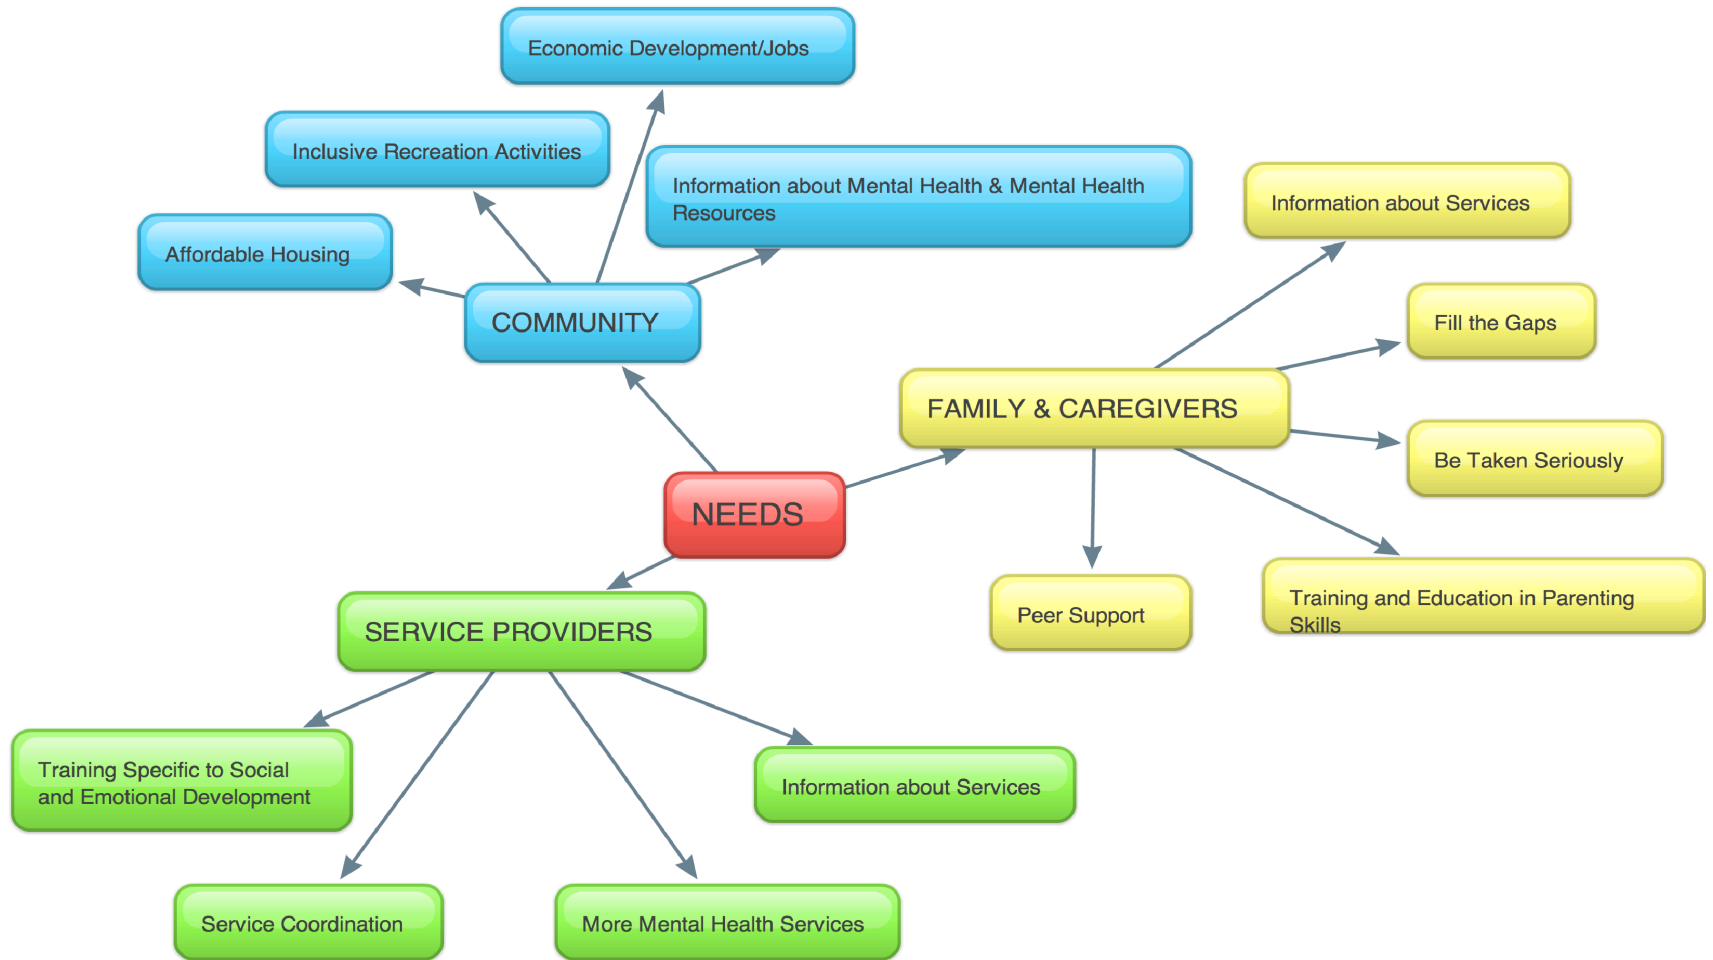 Economic Development/Jobs
Inclusive Recreation Activities
Information about Mental Health & Mental Health
Resources
Affordable Housing
COMMUNITY
Information about Services
Fill the Gaps
FAMILY & CAREGIVERS
Be Taken Seriously
NEEDS
Peer Support
Training and Education in Parenting
Skills
SERVICE PROVIDERS
Training Specific to Social
and Emotional Development
Information about Services
Service Coordination
More Mental Health Services